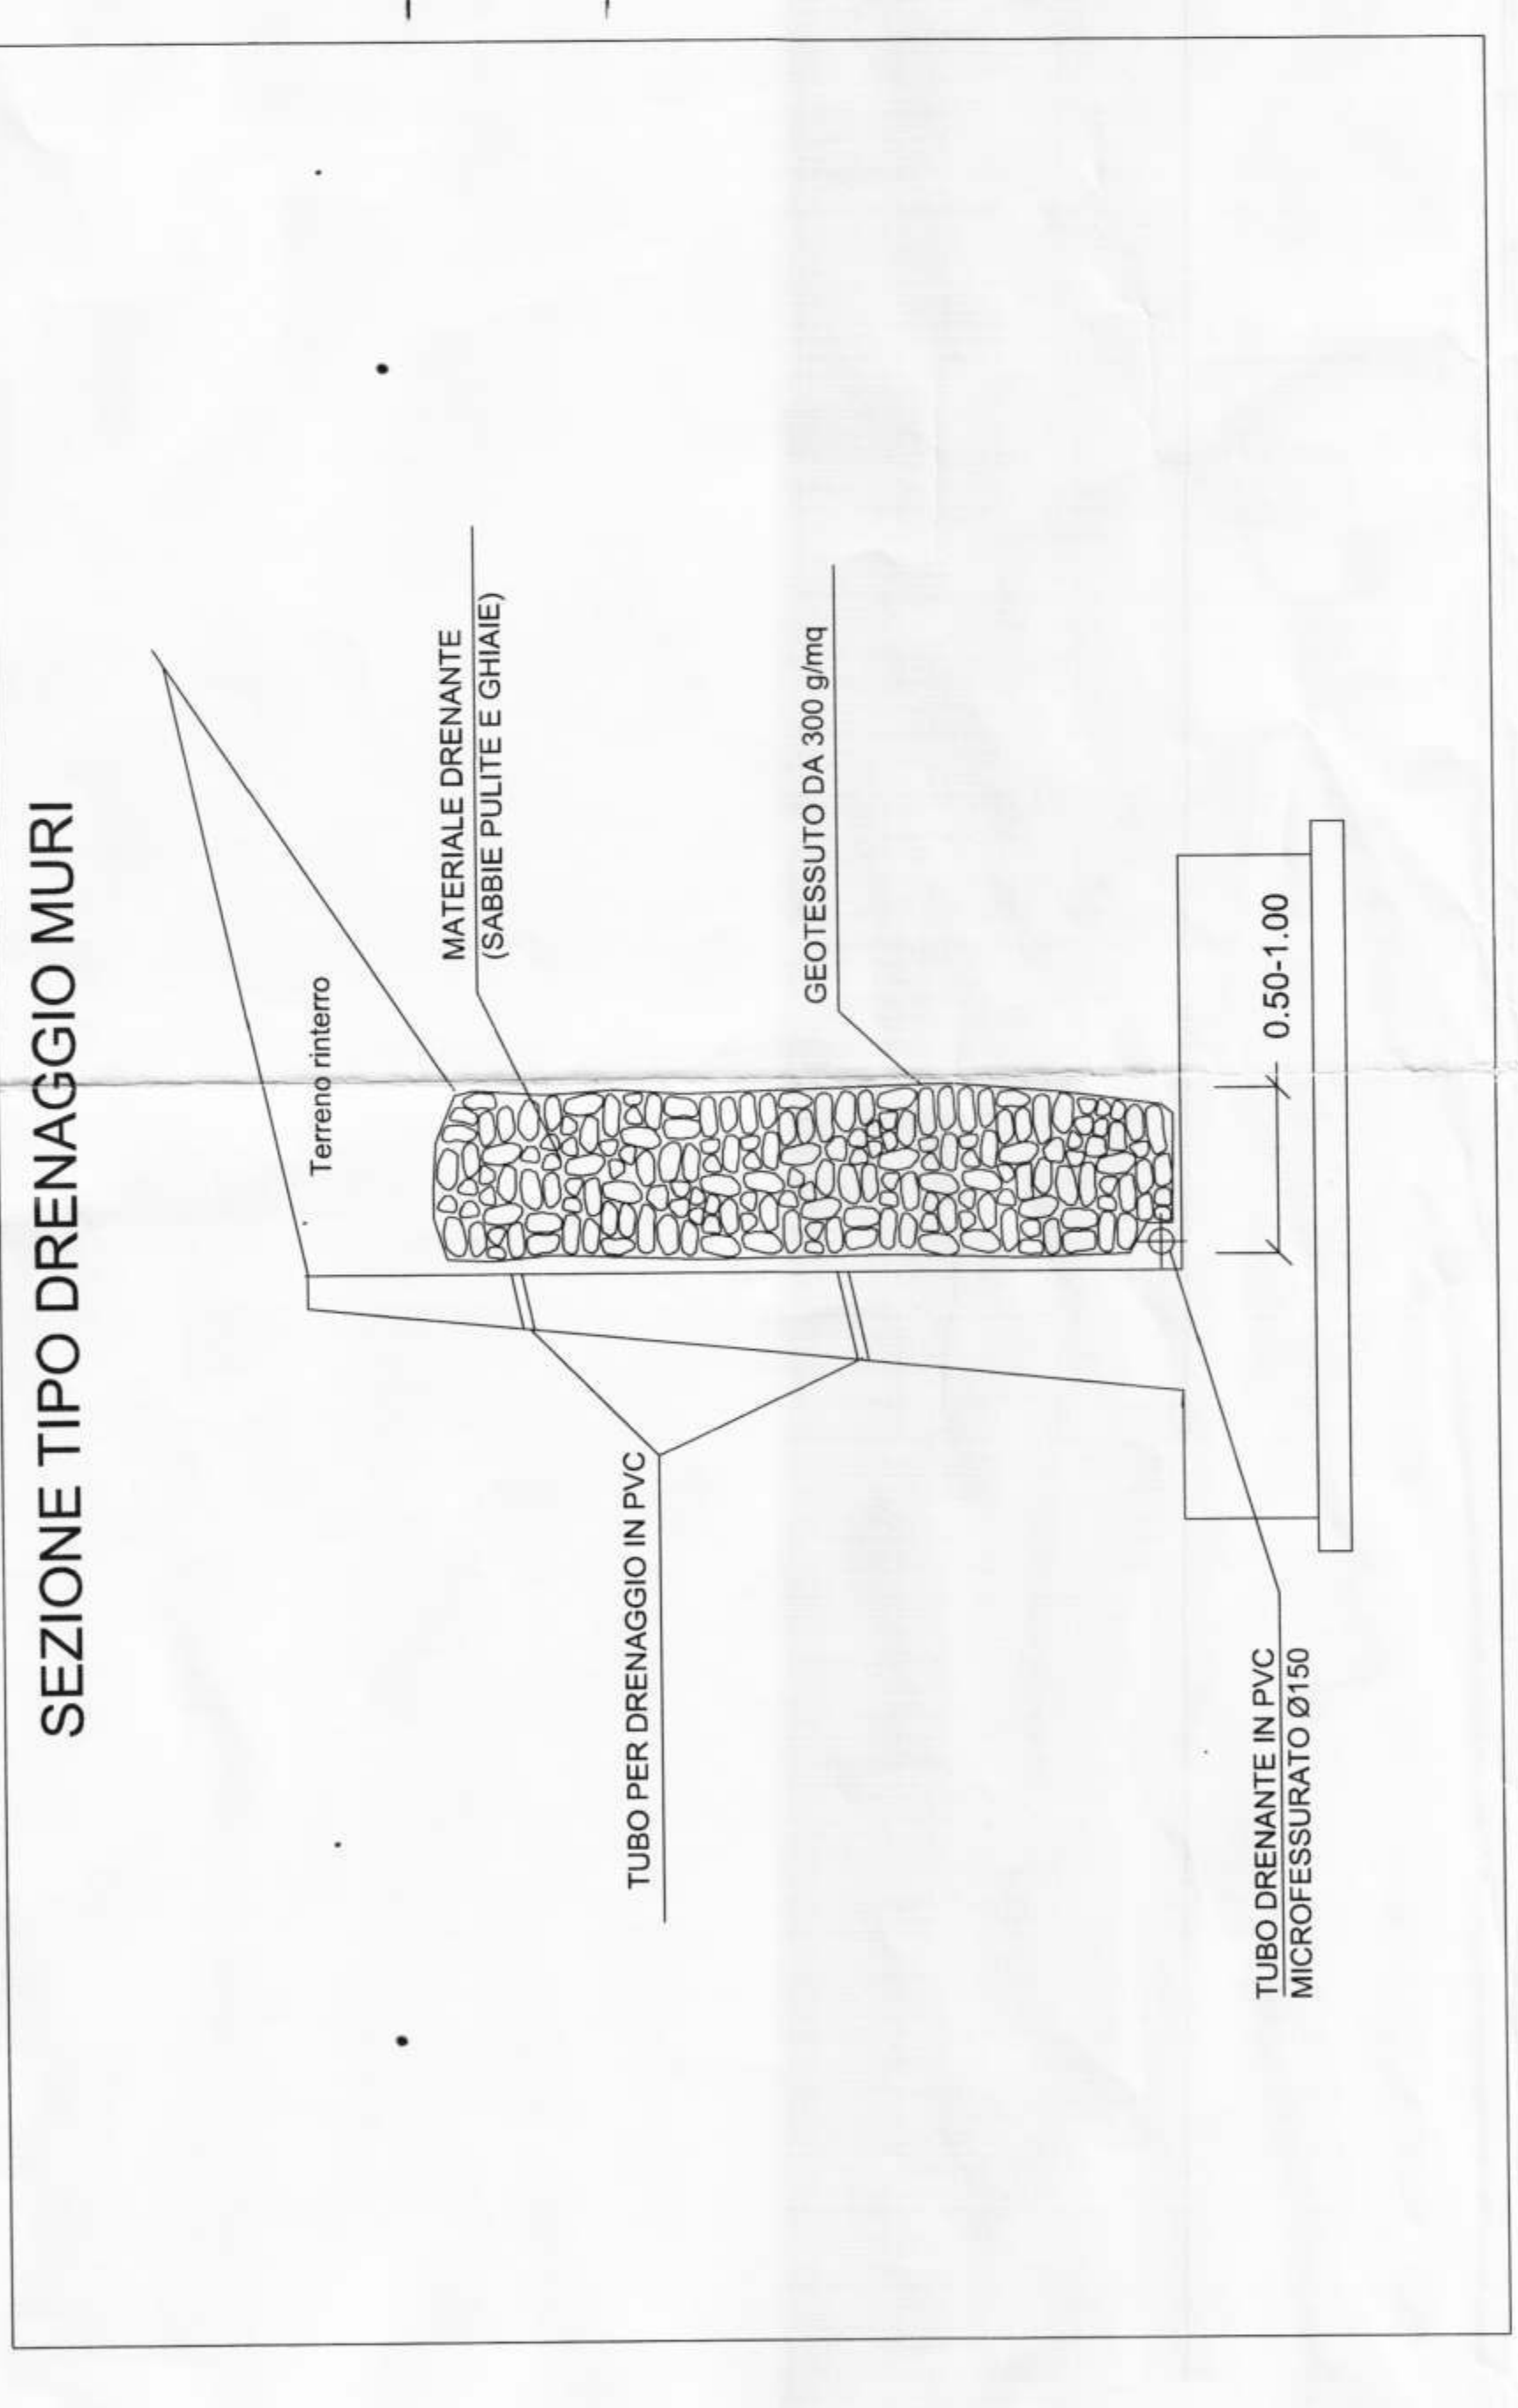 SEZIONE TIPO DRENAGGIO MURI
Terreno rinterro
MATERIALE DRENANTE
(SABBIE PULITE E GHIAIE)
TUBO PER DRENAGGIO IN PVC
GEOTESSUTO DA 300 g/mq
0.50-1.00
TUBO DRENANTE IN PVC
MICROFESSURATO Ø150